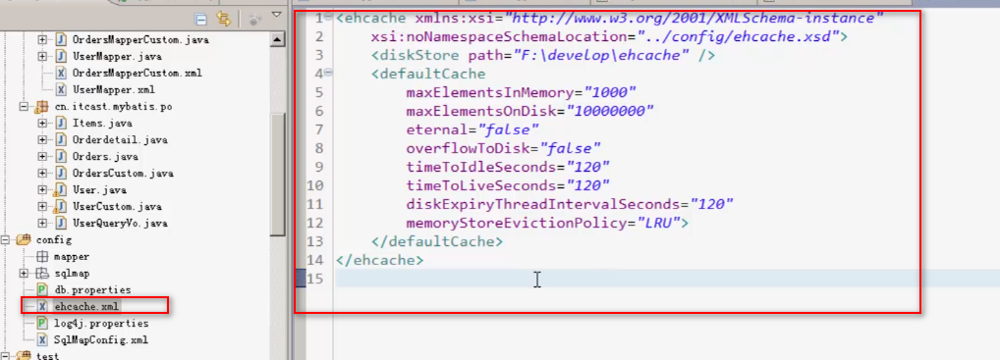 OrdersMapperCustom.java
UserMapper.java
OrdersMapperCustom.xml
UserMapper.xml
cn.itcast.mybatis.po
Items.java
Orderdetail.java
Orders.java
OrdersCustom.java
User.java
UserCustom.java
UserQueryVo.java
config
mapper
sqlmap
db.properties
ehcache.xml
log4j.properties
SqlMapConfig.xml
test
1 <ehcache xmlns:xsi="http://www.w3.org/2001/XMLSchema-instance"
2 xsi:noNamespaceSchemaLocation="../config/ehcache.xsd">
3 <diskStore path="F:\develop\ehcache" />
4 <defaultCache
5 maxElementsInMemory="1000"
6 maxElementsOnDisk="10000000"
7 eternal="false"
8 overflowToDisk="false"
9 timeToIdleSeconds="120"
10 timeToLiveSeconds="120"
11 diskExpiryThreadIntervalSeconds="120"
12 memoryStoreEvictionPolicy="LRU">
13 </defaultCache>
14 </ehcache>
15